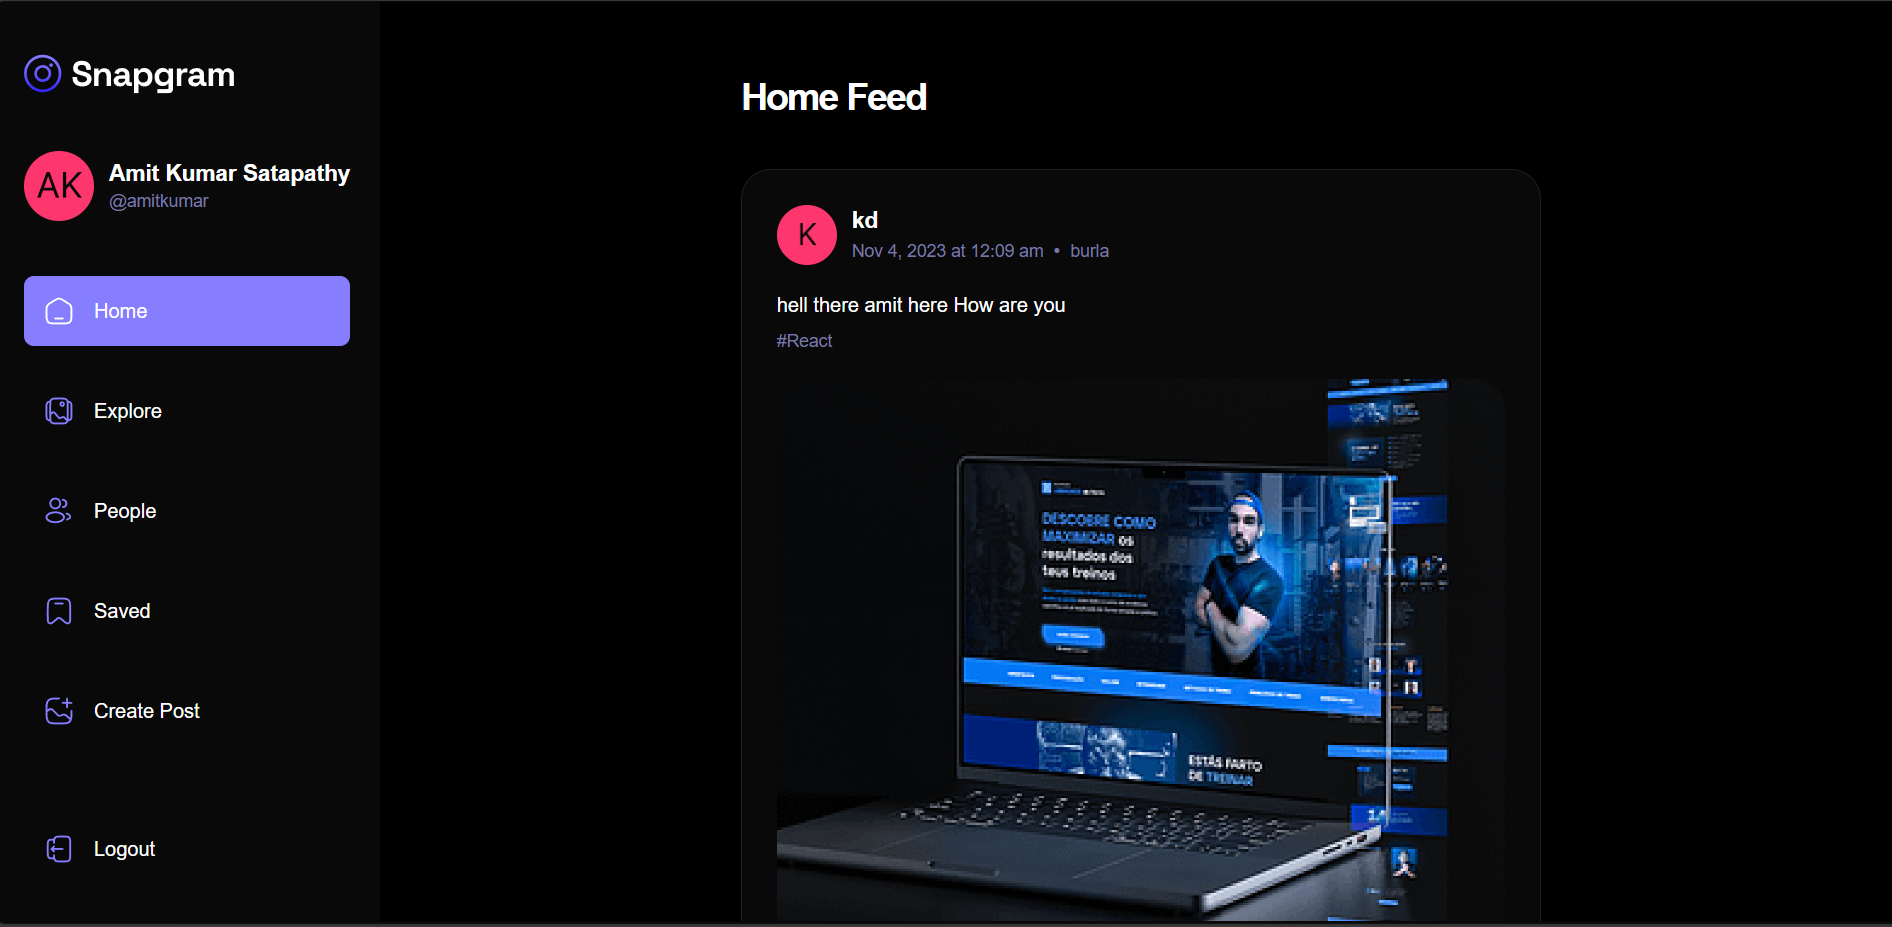 Snapgram
AK
Amit Kumar Satapathy
@amitkumar
Home
Explore
People
Saved
Create Post
Logout
Home Feed
K
kd
Nov 4, 2023 at 12:09 am • burla
hell there amit here How are you
#React
DESCOBRE COMO
MAXIMIZAR os
resultados dos
teus treinos
ESTÁS FARTO
DE TREINAR